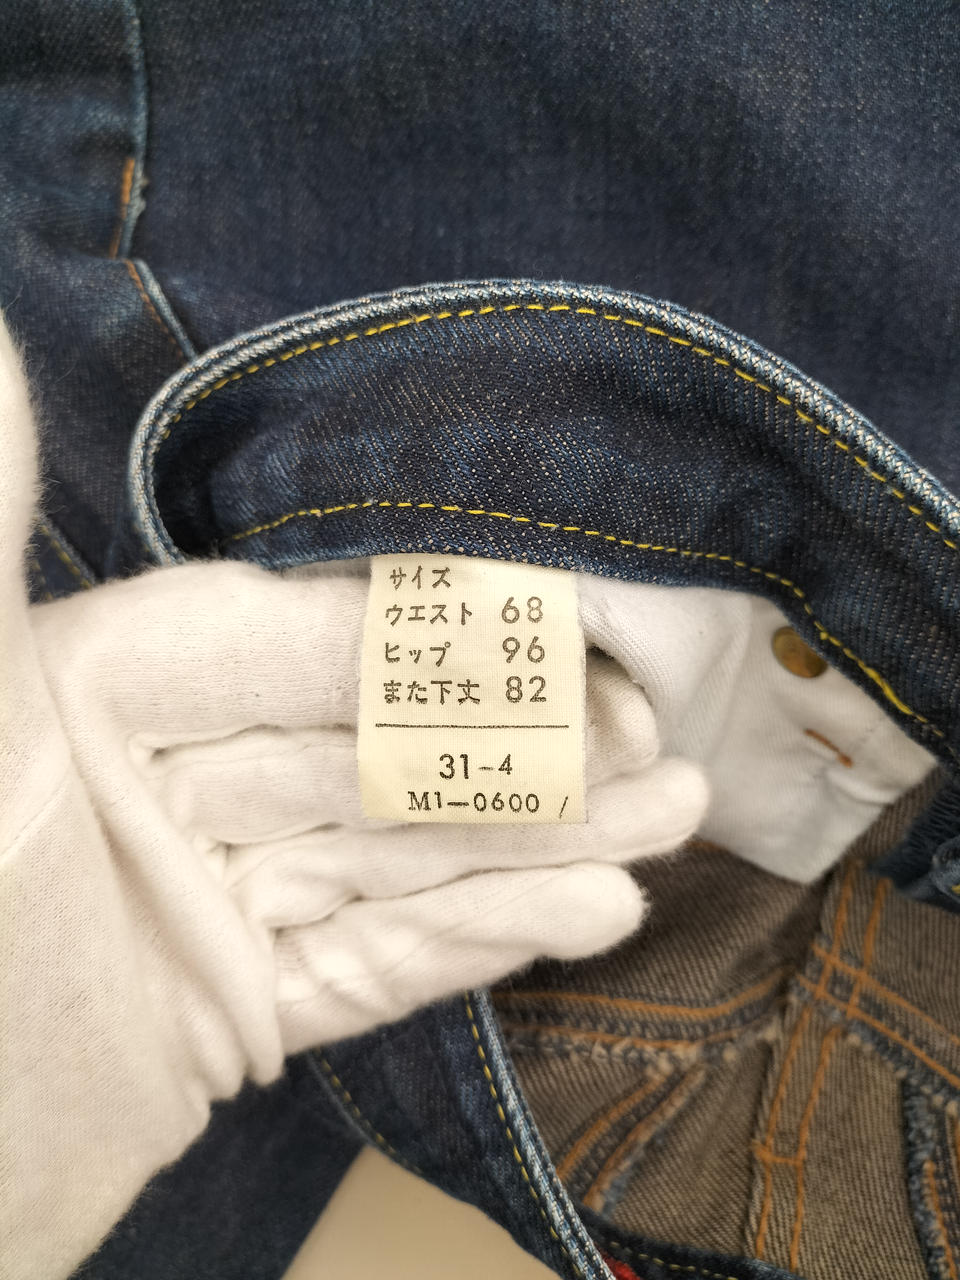 サイズ
ウエスト 68
ヒップ 96
また下丈 82
31-4
M1-0600 /